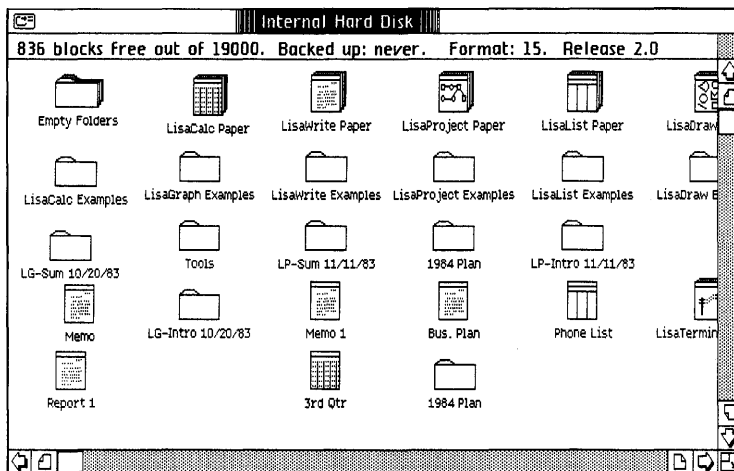 Internal Hard Disk
836 blocks free out of 19000. Backed up: never. Format: 15. Release 2.0
Empty Folders
LisaCalc Paper
LisaWrite Paper
LisaProject Paper
LisaList Paper
LisaDraw
LisaCalc Examples
LisaGraph Examples
LisaWrite Examples
LisaProject Examples
LisaList Examples
LisaDraw E
LG-Sum 10/20/83
Tools
LP-Sum 11/11/83
1984 Plan
LP-Intro 11/11/83
Memo
LG-Intro 10/20/83
Memo 1
Bus. Plan
Phone List
LisaTermin
Report 1
3rd Qtr
1984 Plan